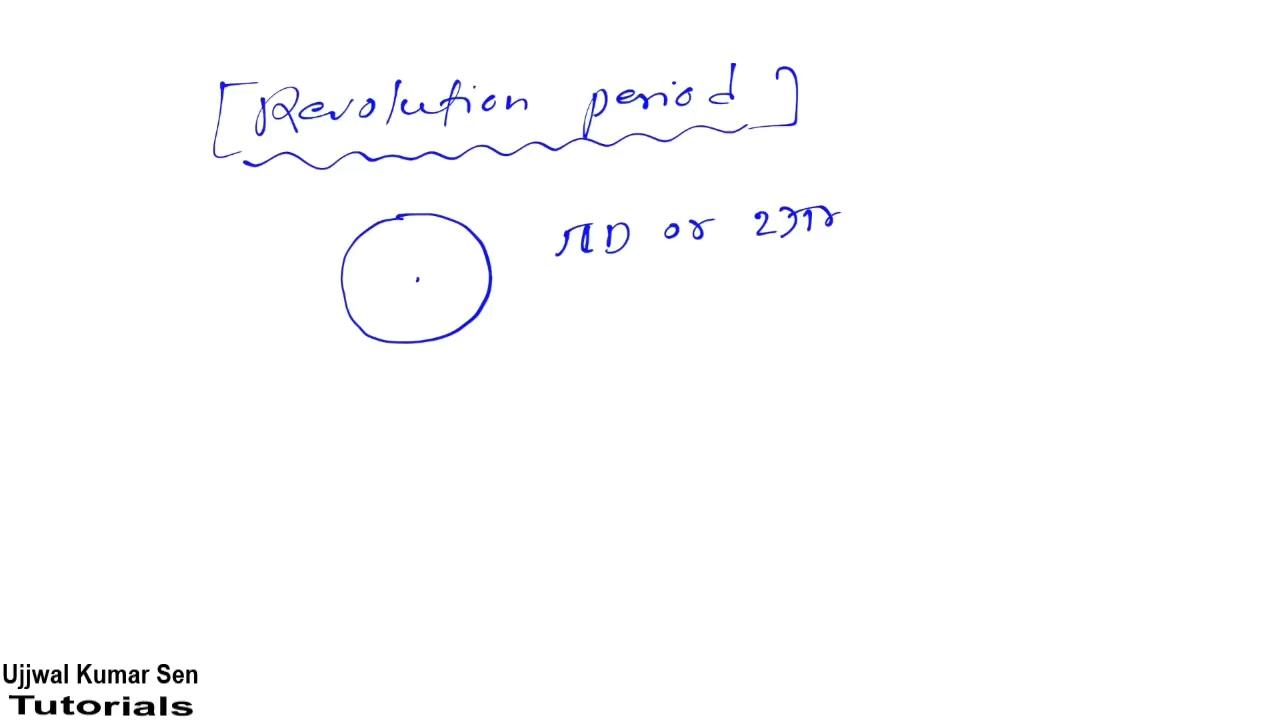 [Revolution period]
πD or 2πr
Ujjwal Kumar Sen
Tutorials